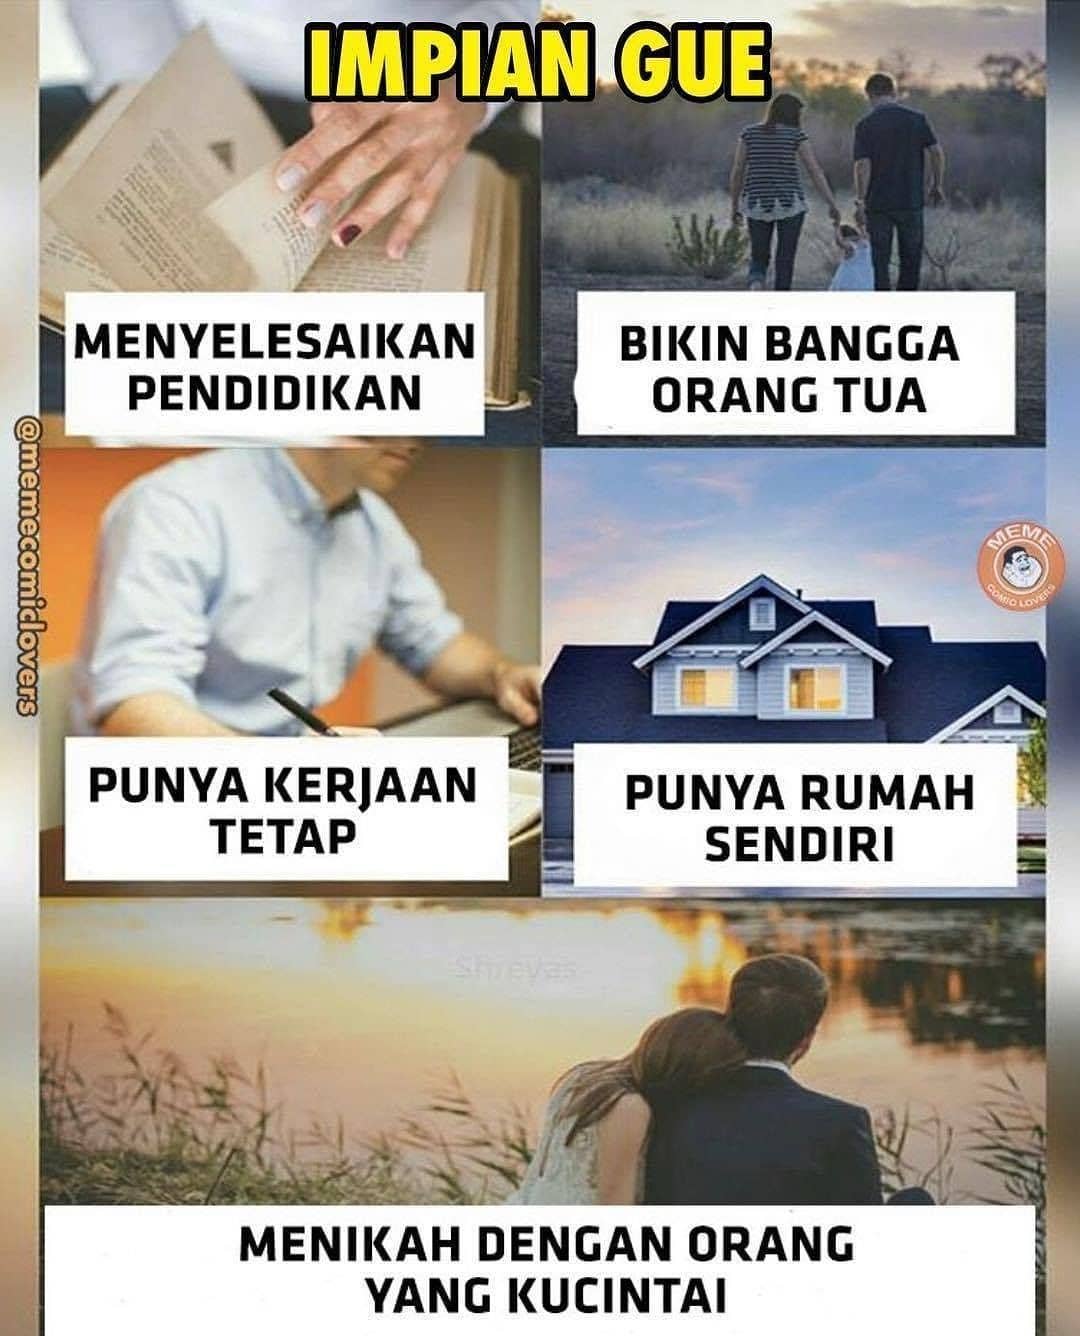 IMPIAN GUE
MENYELESAIKAN
PENDIDIKAN
BIKIN BANGGA
ORANG TUA
@memecomiclovers
MEME
COMIC LOVERS
PUNYA KERJAAN
TETAP
PUNYA RUMAH
SENDIRI
Shreyas
MENIKAH DENGAN ORANG
YANG KUCINTAI